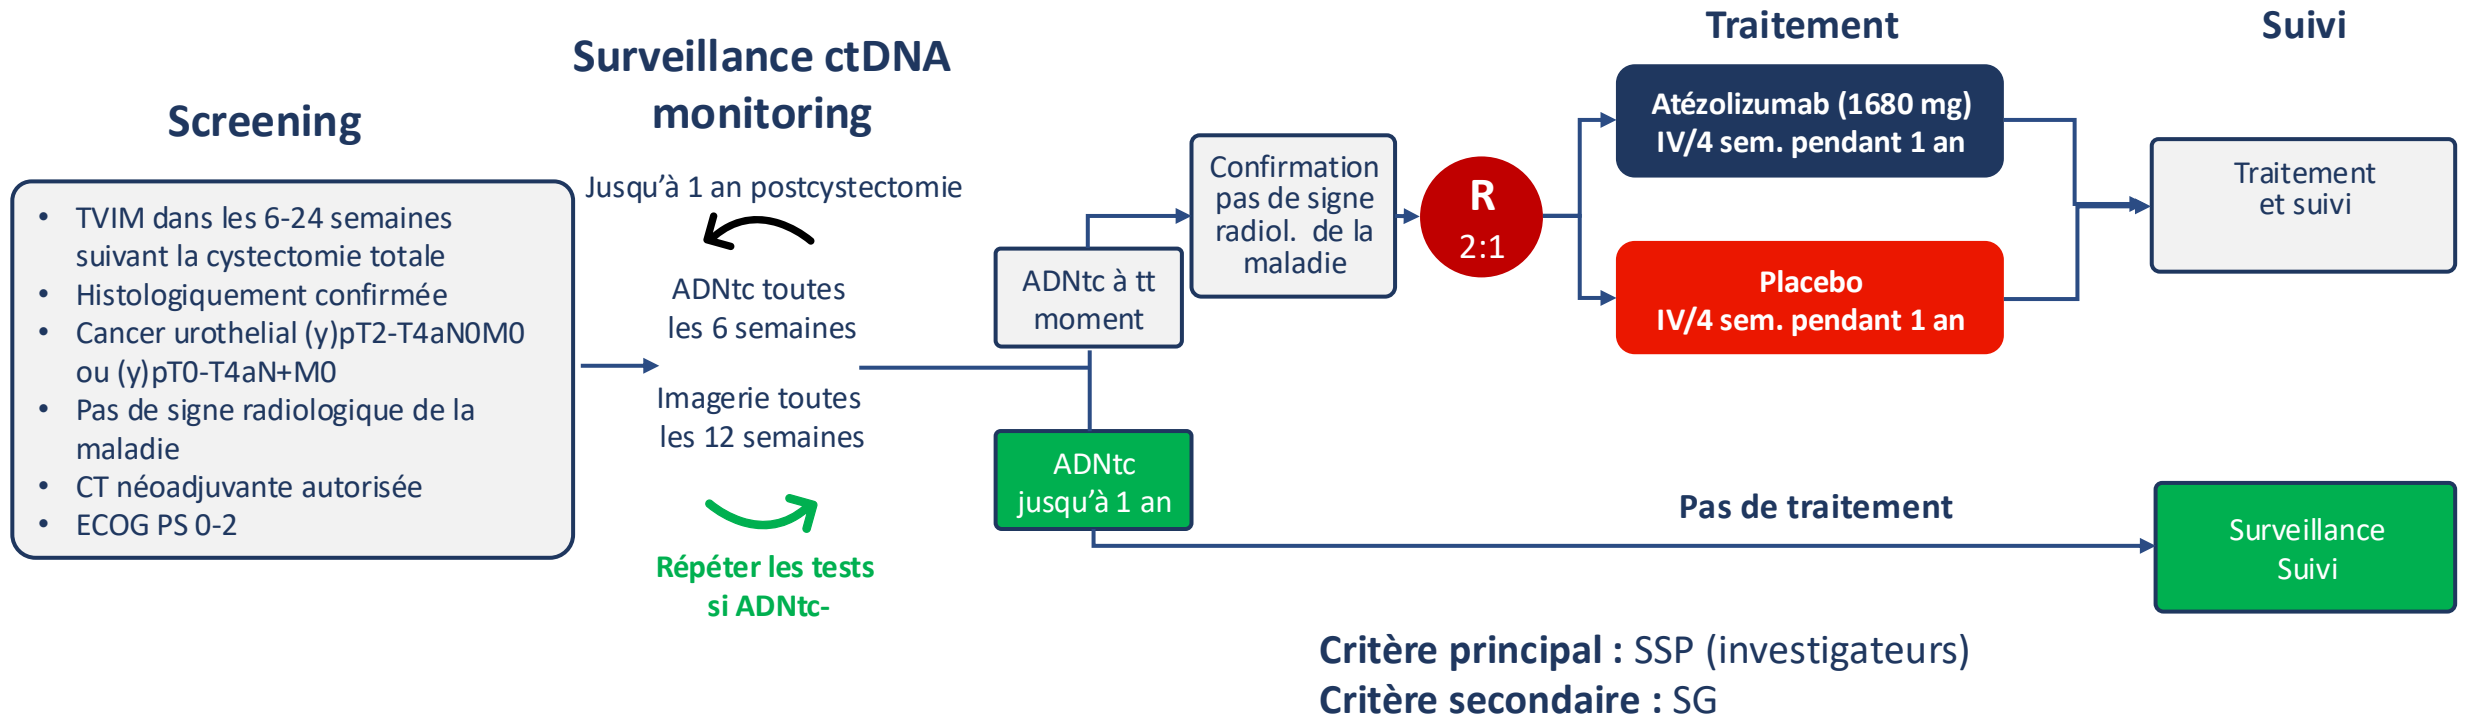 Screening
• TVIM dans les 6-24 semaines
suivant la cystectomie totale
• Histologiquement confirmée
• Cancer urothelial (y)pT2-T4aN0M0
ou (y)pT0-T4aN+M0
• Pas de signe radiologique de la
maladie
• CT néoadjuvante autorisée
• ECOG PS 0-2
Surveillance ctDNA
monitoring
Jusqu'à 1 an postcystectomie
ADNtc toutes
les 6 semaines
Imagerie toutes
les 12 semaines
Répéter les tests
si ADNtc-
ADNtc à tt
moment
ADNtc
jusqu'à 1 an
Confirmation
pas de signe
radiol. de la
maladie
R
2:1
Traitement
Atézolizumab (1680 mg)
IV/4 sem. pendant 1 an
Placebo
IV/4 sem. pendant 1 an
Pas de traitement
Suivi
Traitement
et suivi
Surveillance
Suivi
Critère principal : SSP (investigateurs)
Critère secondaire : SG